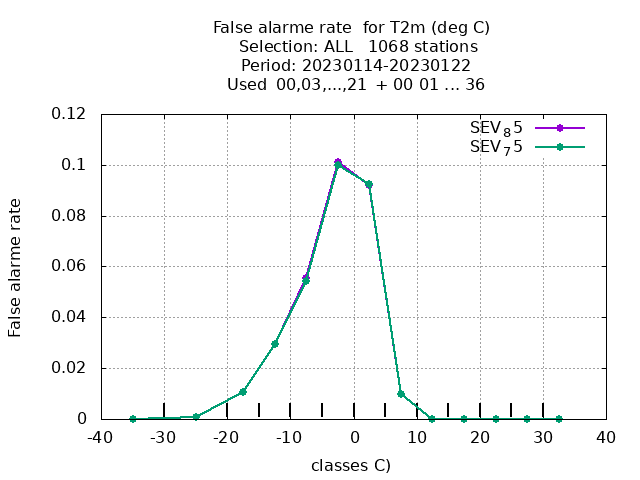 False alarme rate  for T2m (deg C)
Selection: ALL   1068 stations
Period: 20230114-20230122
Used  00,03,...,21  + 00 01 ... 36
SEV₈5
SEV₇5
0.12
0.1
0.08
0.06
0.04
0.02
0
False alarme rate
-40 -30 -20 -10 0 10 20 30 40
classes C)